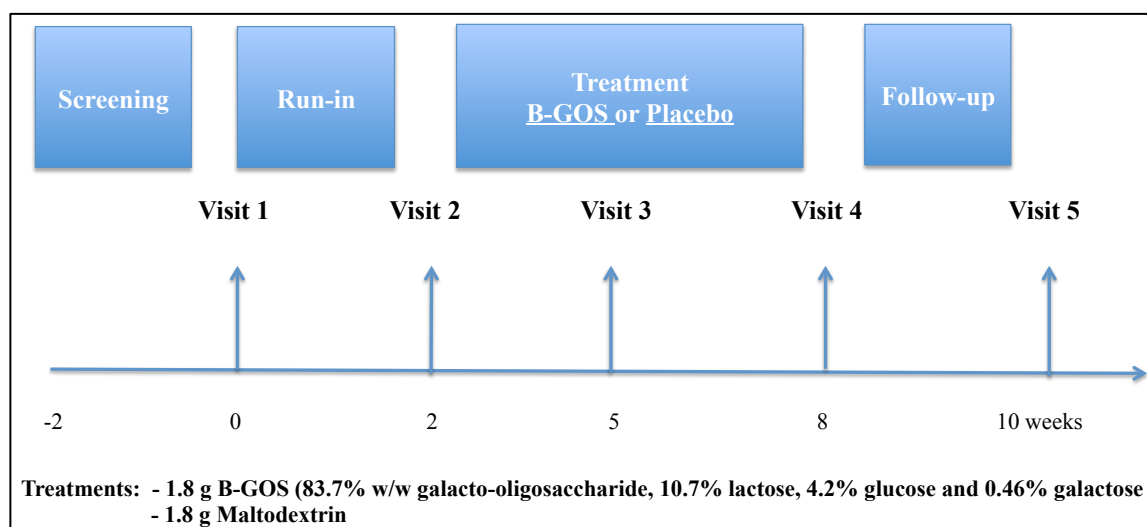 Screening
Run-in
Treatment
B-GOS or Placebo
Follow-up
Visit 1
Visit 2
Visit 3
Visit 4
Visit 5
-2
0
2
5
8
10 weeks
Treatments: - 1.8 g B-GOS (83.7% w/w galacto-oligosaccharide, 10.7% lactose, 4.2% glucose and 0.46% galactose
- 1.8 g Maltodextrin